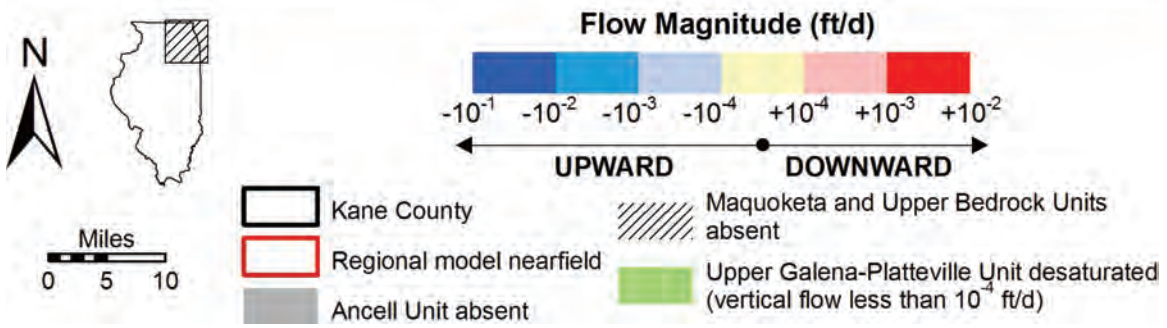 N
Flow Magnitude (ft/d)
-10⁻¹ -10⁻² -10⁻³ -10⁻⁴ +10⁻⁴ +10⁻³ +10⁻²
UPWARD DOWNWARD
Miles
0 5 10
Kane County
Regional model nearfield
Ancell Unit absent
Maquoketa and Upper Bedrock Units
absent
Upper Galena-Platteville Unit desaturated
(vertical flow less than 10⁻⁴ ft/d)